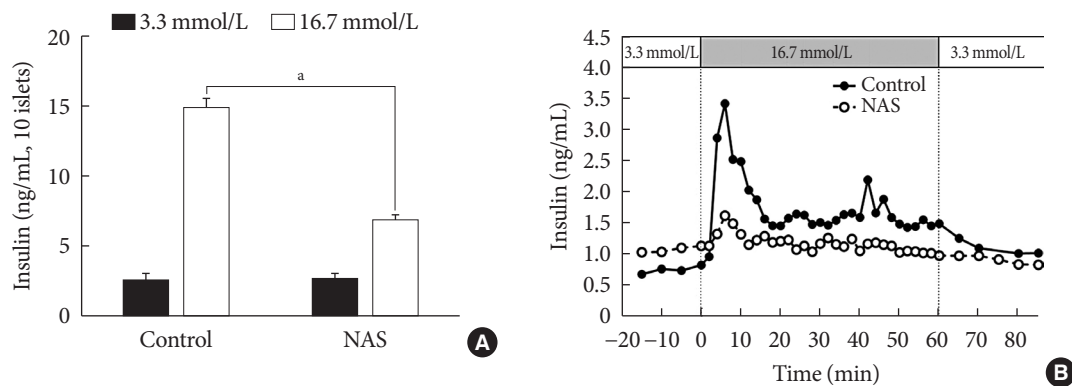 3.3 mmol/L 16.7 mmol/L
a
Insulin (ng/mL, 10 islets)
20
15
10
5
0
Control NAS
A
3.3 mmol/L 16.7 mmol/L 3.3 mmol/L
Control
NAS
Insulin (ng/mL)
4.5
4.0
3.5
3.0
2.5
2.0
1.5
1.0
0.5
0
−20 −10 0 10 20 30 40 50 60 70 80
Time (min)
B